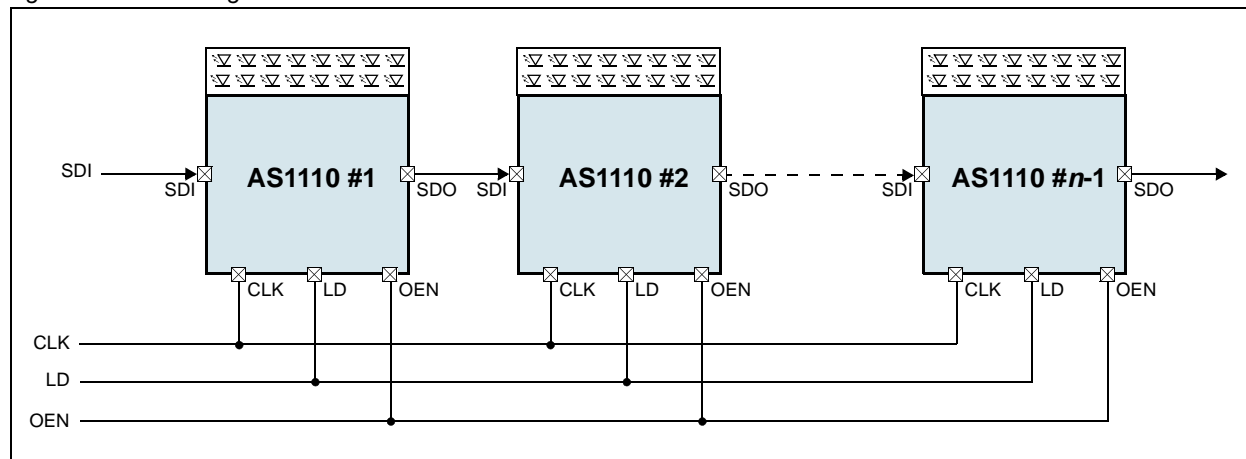 SDI
SDI
AS1110 #1
SDO
SDI
AS1110 #2
SDO
SDI
AS1110 #n-1
SDO
CLK
LD
OEN
CLK
LD
OEN
CLK
LD
OEN
CLK
LD
OEN